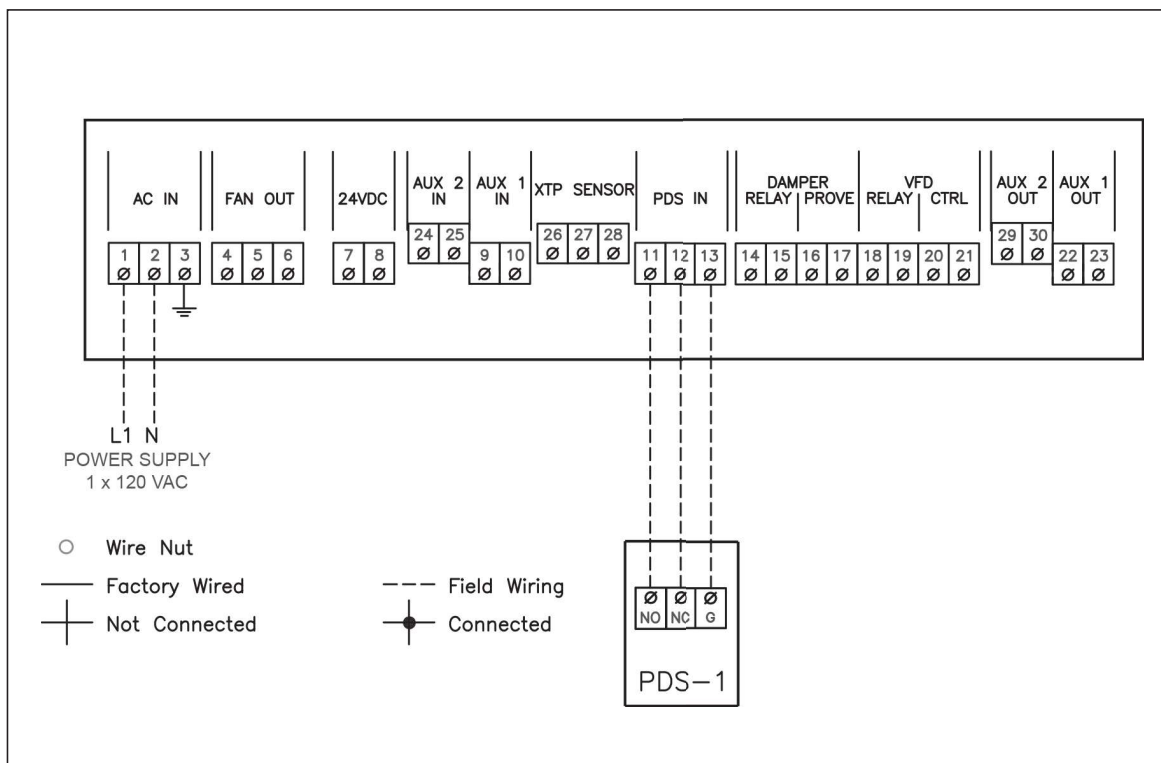 AC IN
FAN OUT
24VDC
AUX 2
IN
AUX 1
IN
XTP SENSOR
PDS IN
DAMPER
RELAY PROVE
VFD
RELAY CTRL
AUX 2
OUT
AUX 1
OUT
1 2 3
4 5 6
7 8
24 25
9 10
26 27 28
11 12 13
14 15 16 17 18 19 20 21
29 30
22 23
L1 N
POWER SUPPLY
1 x 120 VAC
Wire Nut
Factory Wired
Not Connected
Field Wiring
Connected
NO NC G
PDS-1